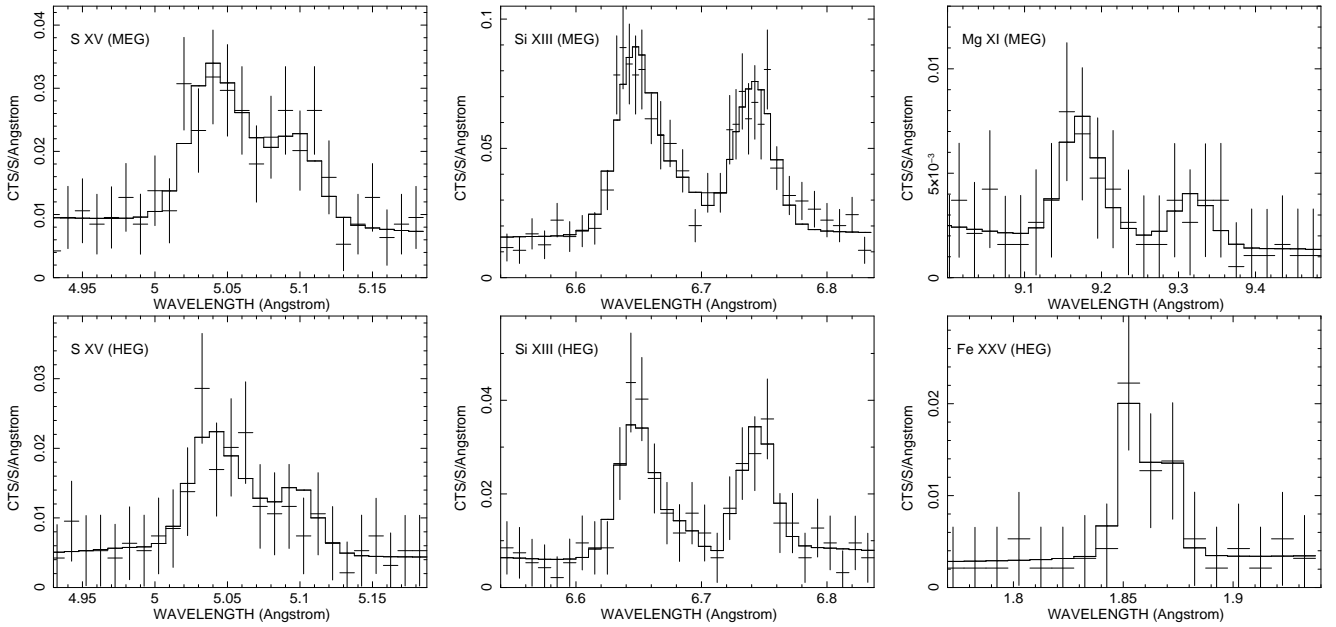 S XV (MEG)
CTS/S/Angstrom
0 0.01 0.02 0.03 0.04
4.95 5 5.05 5.1 5.15
WAVELENGTH (Angstrom)
Si XIII (MEG)
CTS/S/Angstrom
0 0.05 0.1
6.6 6.7 6.8
WAVELENGTH (Angstrom)
Mg XI (MEG)
CTS/S/Angstrom
0 5×10⁻³ 0.01
9.1 9.2 9.3 9.4
WAVELENGTH (Angstrom)
S XV (HEG)
CTS/S/Angstrom
0 0.01 0.02 0.03
4.95 5 5.05 5.1 5.15
WAVELENGTH (Angstrom)
Si XIII (HEG)
CTS/S/Angstrom
0 0.02 0.04
6.6 6.7 6.8
WAVELENGTH (Angstrom)
Fe XXV (HEG)
CTS/S/Angstrom
0 0.01 0.02
1.8 1.85 1.9
WAVELENGTH (Angstrom)